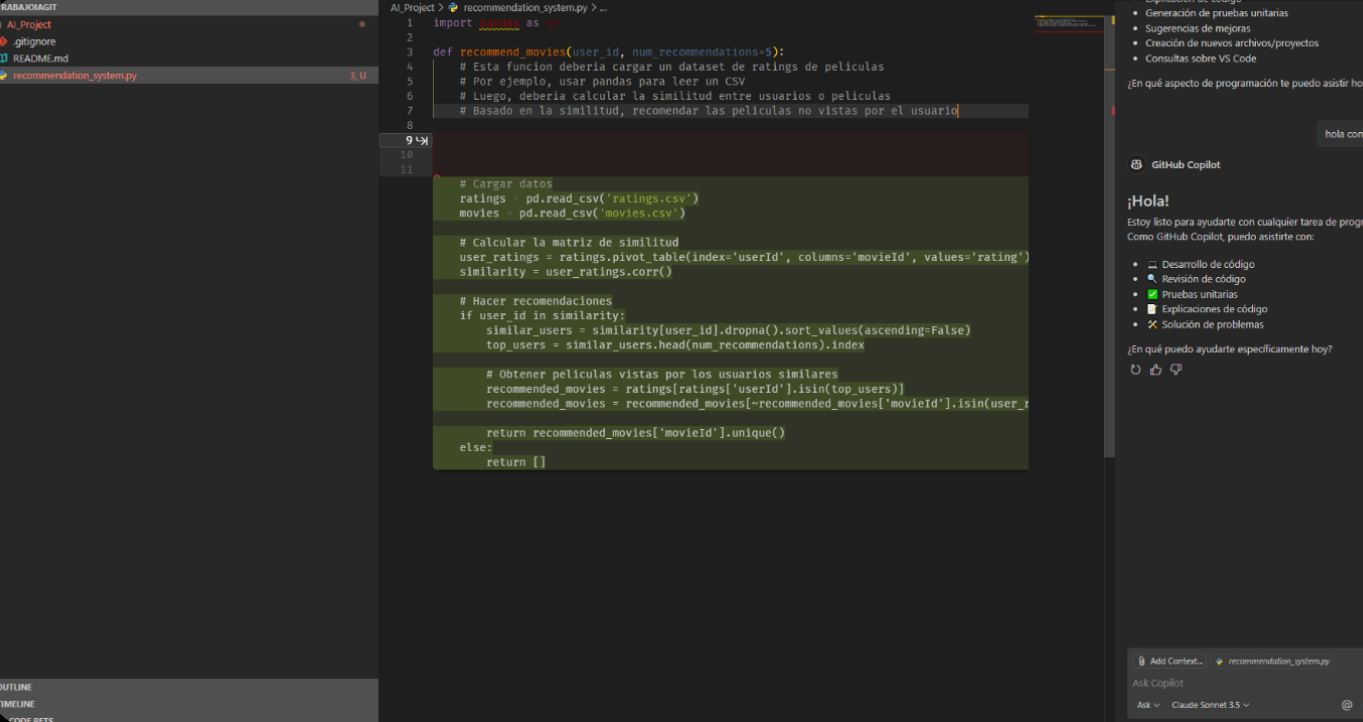 RABAJOIAGIT
AI_Project
.gitignore
README.md
recommendation_system.py 3, U
OUTLINE
TIMELINE
CODE PETS
AI_Project > recommendation_system.py > ...
1 import pandas as pd
2
3 def recommend_movies(user_id, num_recommendations=5):
4 # Esta funcion deberia cargar un dataset de ratings de peliculas
5 # Por ejemplo, usar pandas para leer un CSV
6 # Luego, deberia calcular la similitud entre usuarios o peliculas
7 # Basado en la similitud, recomendar las peliculas no vistas por el usuario
8
9
10
11
# Cargar datos
ratings = pd.read_csv('ratings.csv')
movies = pd.read_csv('movies.csv')
# Calcular la matriz de similitud
user_ratings = ratings.pivot_table(index='userId', columns='movieId', values='rating')
similarity = user_ratings.corr()
# Hacer recomendaciones
if user_id in similarity:
similar_users = similarity[user_id].dropna().sort_values(ascending=False)
top_users = similar_users.head(num_recommendations).index
# Obtener peliculas vistas por los usuarios similares
recommended_movies = ratings[ratings['userId'].isin(top_users)]
recommended_movies = recommended_movies[~recommended_movies['movieId'].isin(user_r
return recommended_movies['movieId'].unique()
else:
return []
Explicación de código
• Generación de pruebas unitarias
• Sugerencias de mejoras
• Creación de nuevos archivos/proyectos
• Consultas sobre VS Code
¿En qué aspecto de programación te puedo asistir ho
hola com
GitHub Copilot
¡Hola!
Estoy listo para ayudarte con cualquier tarea de progr
Como GitHub Copilot, puedo asistirte con:
• 💻 Desarrollo de código
• 🔍 Revisión de código
• ✅ Pruebas unitarias
• 📝 Explicaciones de código
• 🛠️ Solución de problemas
¿En qué puedo ayudarte específicamente hoy?
Add Context... recommendation_system.py
Ask Copilot
Ask Claude Sonnet 3.5 @